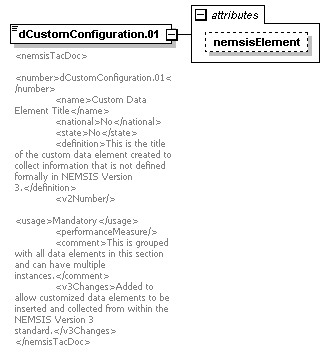 dCustomConfiguration.01
attributes
nemsisElement
<nemsisTacDoc>
<number>dCustomConfiguration.01<
/number>
<name>Custom Data
Element Title</name>
<national>No</national>
<state>No</state>
<definition>This is the title
of the custom data element created to
collect information that is not defined
formally in NEMSIS Version
3.</definition>
<v2Number/>
<usage>Mandatory</usage>
<performanceMeasure/>
<comment>This is grouped
with all data elements in this section
and can have multiple
instances.</comment>
<v3Changes>Added to
allow customized data elements to be
inserted and collected from within the
NEMSIS Version 3
standard.</v3Changes>
</nemsisTacDoc>